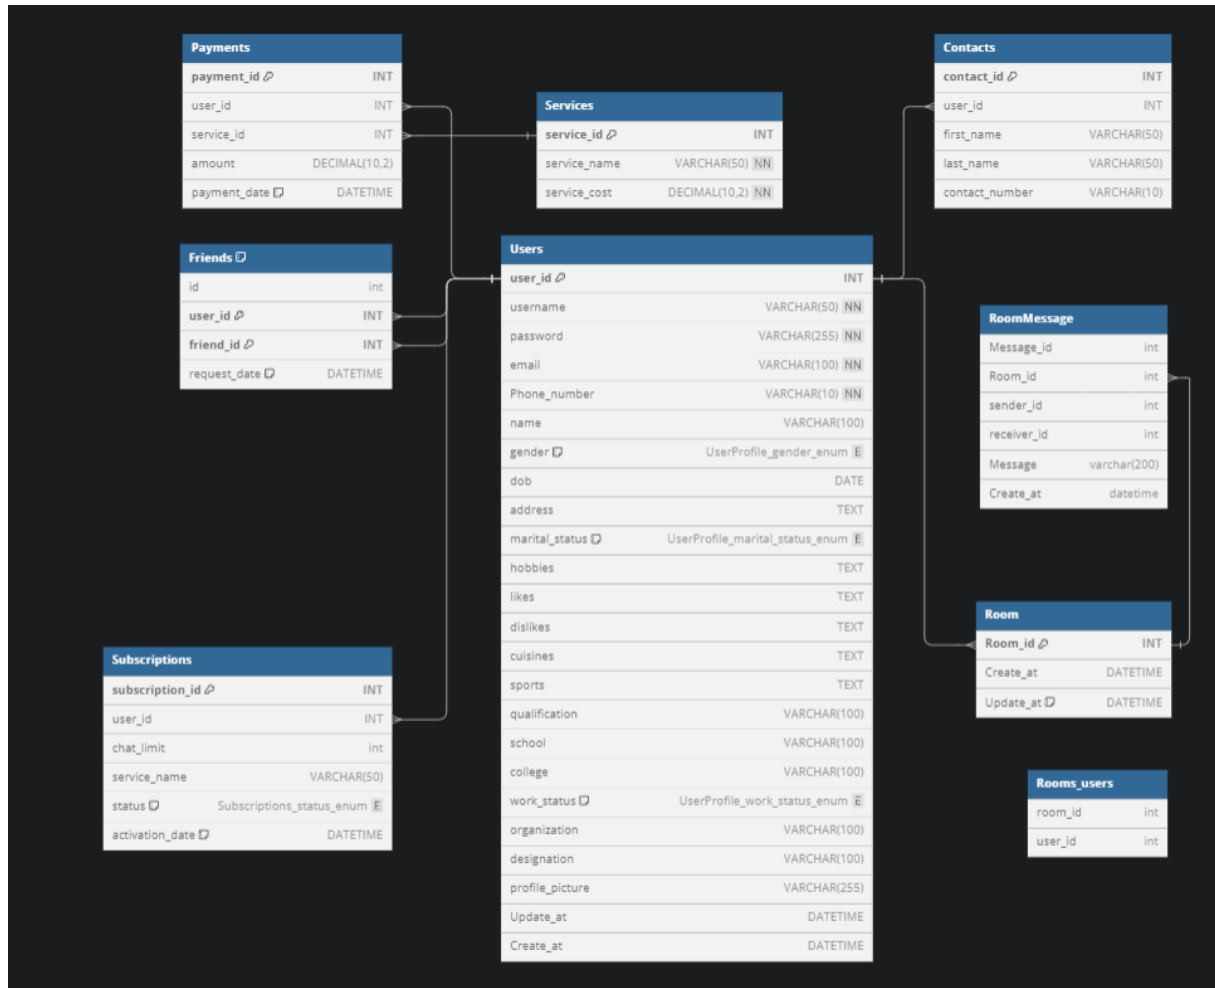 Payments
payment_id INT
user_id INT
service_id INT
amount DECIMAL(10,2)
payment_date DATETIME
Services
service_id INT
service_name VARCHAR(50) NN
service_cost DECIMAL(10,2) NN
Contacts
contact_id INT
user_id INT
first_name VARCHAR(50)
last_name VARCHAR(50)
contact_number VARCHAR(10)
Friends
id int
user_id INT
friend_id INT
request_date DATETIME
Users
user_id INT
username VARCHAR(50) NN
password VARCHAR(255) NN
email VARCHAR(100) NN
Phone_number VARCHAR(10) NN
name VARCHAR(100)
gender UserProfile_gender_enum E
dob DATE
address TEXT
marital_status UserProfile_marital_status_enum E
hobbies TEXT
likes TEXT
dislikes TEXT
cuisines TEXT
sports TEXT
qualification VARCHAR(100)
school VARCHAR(100)
college VARCHAR(100)
work_status UserProfile_work_status_enum E
organization VARCHAR(100)
designation VARCHAR(100)
profile_picture VARCHAR(255)
Update_at DATETIME
Create_at DATETIME
RoomMessage
Message_id int
Room_id int
sender_id int
receiver_id int
Message varchar(200)
Create_at datetime
Room
Room_id INT
Create_at DATETIME
Update_at DATETIME
Subscriptions
subscription_id INT
user_id INT
chat_limit int
service_name VARCHAR(50)
status Subscriptions_status_enum E
activation_date DATETIME
Rooms_users
room_id int
user_id int